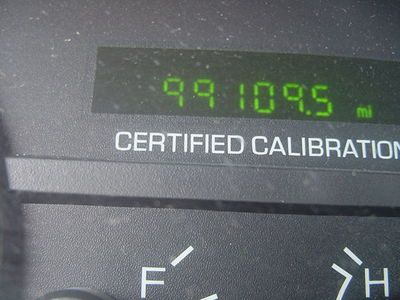 99109.5 mi
CERTIFIED CALIBRATION
F H